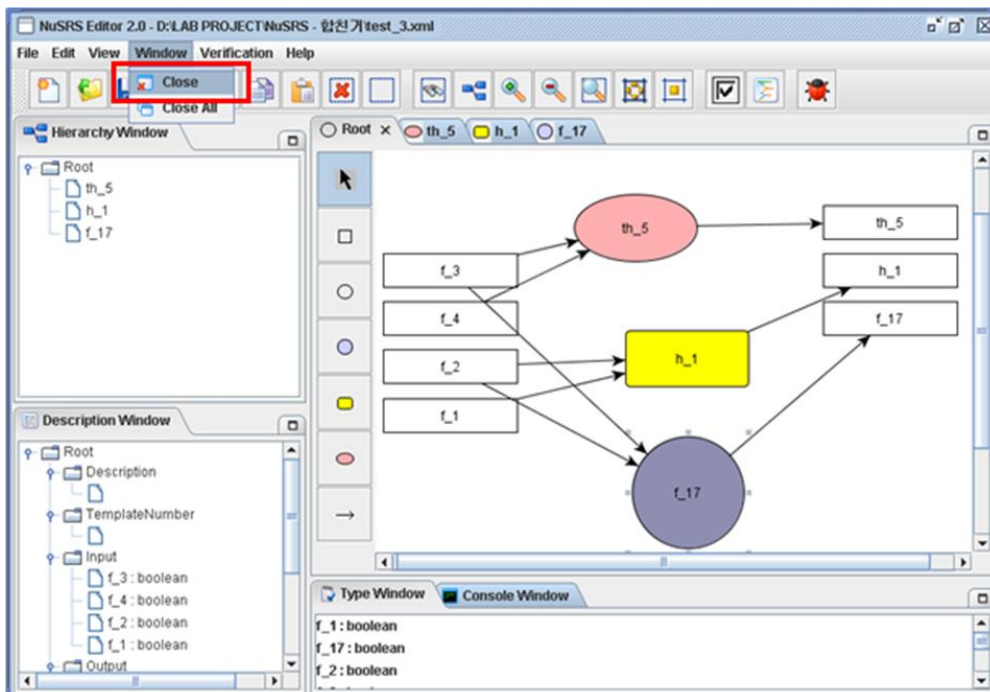 NuSRS Editor 2.0 - D:\LAB PROJECT\NuSRS - 합친거\test_3.xml
File Edit View Window Verification Help
Close
Close All
Hierarchy Window
Root
th_5
h_1
f_17
Root × th_5 h_1 f_17
th_5
f_3
f_4
f_2
f_1
h_1
f_17
th_5
h_1
f_17
Description Window
Root
Description
TemplateNumber
Input
f_3 : boolean
f_4 : boolean
f_2 : boolean
f_1 : boolean
Output
Type Window Console Window
f_1 : boolean
f_17 : boolean
f_2 : boolean